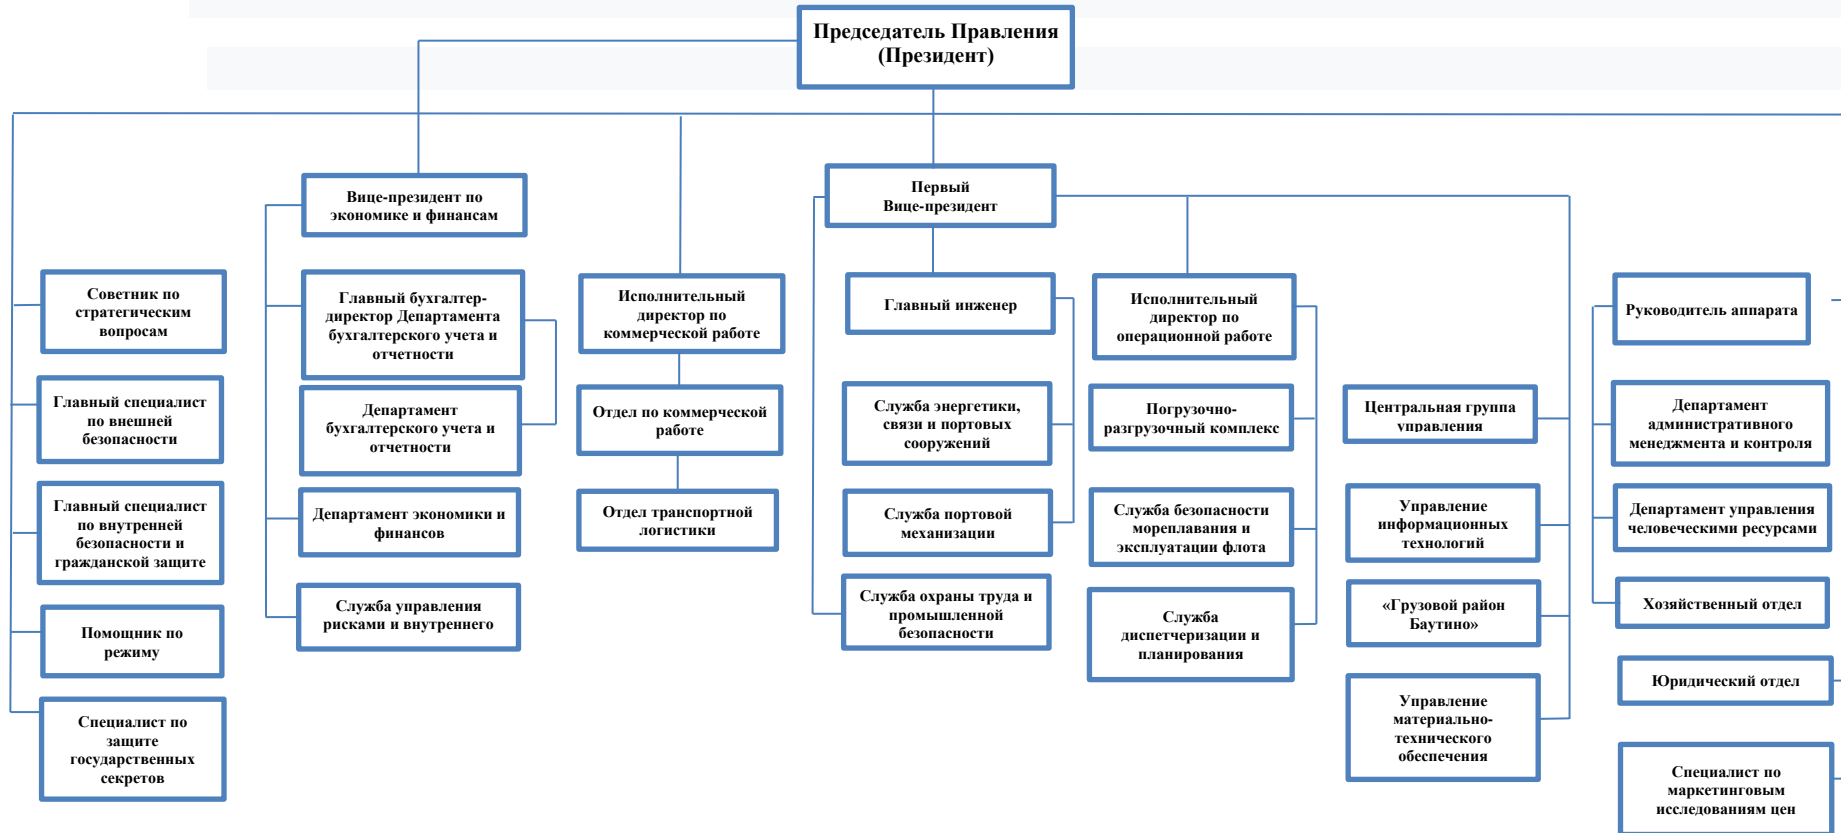 Председатель Правления
(Президент)
Вице-президент по
экономике и финансам
Первый
Вице-президент
Советник по
стратегическим
вопросам
Главный специалист
по внешней
безопасности
Главный специалист
по внутренней
безопасности и
гражданской защите
Помощник по
режиму
Специалист по
защите
государственных
секретов
Главный бухгалтер-
директор Департамента
бухгалтерского учета и
отчетности
Департамент
бухгалтерского учета и
отчетности
Департамент экономики и
финансов
Служба управления
рисками и внутреннего
Исполнительный
директор по
коммерческой работе
Отдел по коммерческой
работе
Отдел транспортной
логистики
Главный инженер
Служба энергетики,
связи и портовых
сооружений
Служба портовой
механизации
Служба охраны труда и
промышленной
безопасности
Исполнительный
директор по
операционной работе
Погрузочно-
разгрузочный комплекс
Служба безопасности
мореплавания и
эксплуатации флота
Служба
диспетчеризации и
планирования
Центральная группа
управления
Управление
информационных
технологий
«Грузовой район
Баутино»
Управление
материально-
технического
обеспечения
Руководитель аппарата
Департамент
административного
менеджмента и контроля
Департамент управления
человеческими ресурсами
Хозяйственный отдел
Юридический отдел
Специалист по
маркетинговым
исследованиям цен